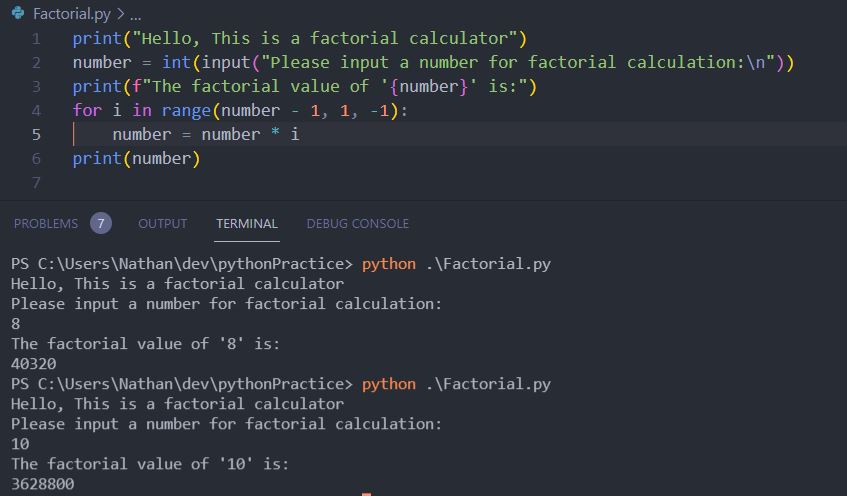 Factorial.py > ...
1 print("Hello, This is a factorial calculator")
2 number = int(input("Please input a number for factorial calculation:\n"))
3 print(f"The factorial value of '{number}' is:")
4 for i in range(number - 1, 1, -1):
5     number = number * i
6 print(number)
7
PROBLEMS 7 OUTPUT TERMINAL DEBUG CONSOLE
PS C:\Users\Nathan\dev\pythonPractice> python .\Factorial.py
Hello, This is a factorial calculator
Please input a number for factorial calculation:
8
The factorial value of '8' is:
40320
PS C:\Users\Nathan\dev\pythonPractice> python .\Factorial.py
Hello, This is a factorial calculator
Please input a number for factorial calculation:
10
The factorial value of '10' is:
3628800